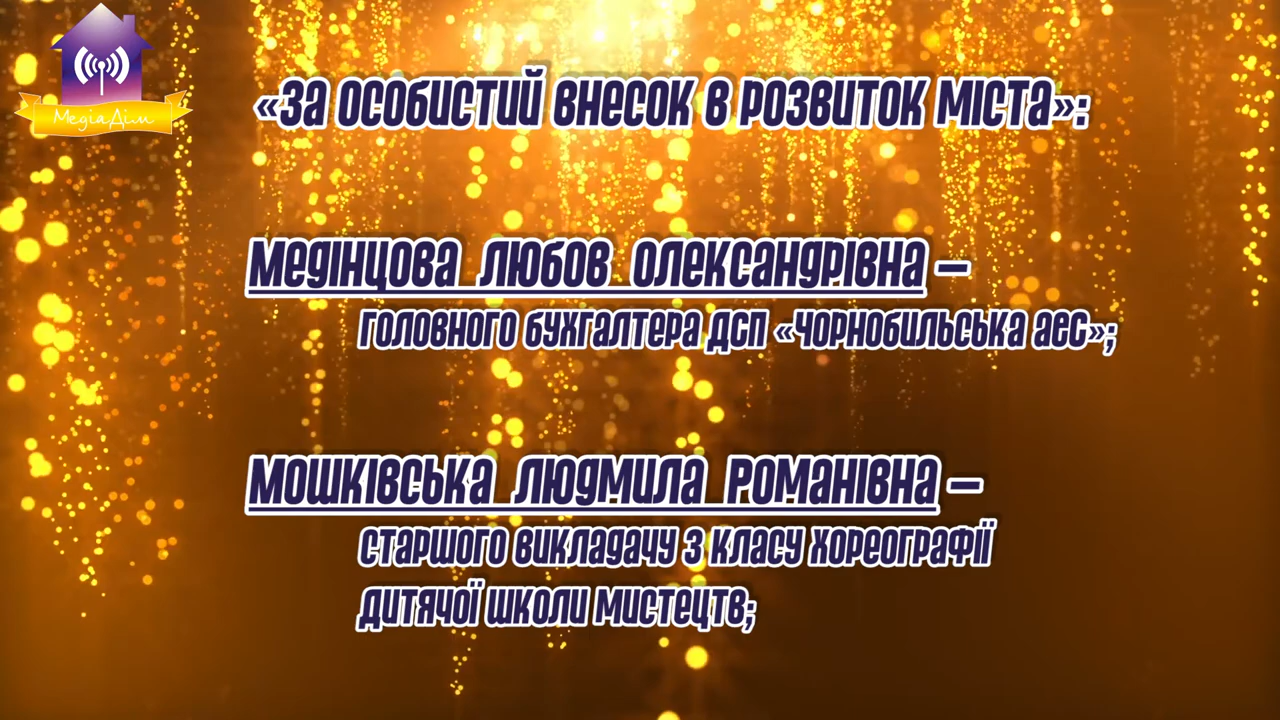 МедіаДім
«ЗА ОСОБИСТИЙ ВНЕСОК В РОЗВИТОК МІСТА»:
МЕДІНЦОВА ЛЮБОВ ОЛЕКСАНДРІВНА –
ГОЛОВНОГО БУХГАЛТЕРА ДСП «ЧОРНОБИЛЬСЬКА АЕС»;
МОШКІВСЬКА ЛЮДМИЛА РОМАНІВНА –
СТАРШОГО ВИКЛАДАЧУ З КЛАСУ ХОРЕОГРАФІЇ
ДИТЯЧОЇ ШКОЛИ МИСТЕЦТВ;